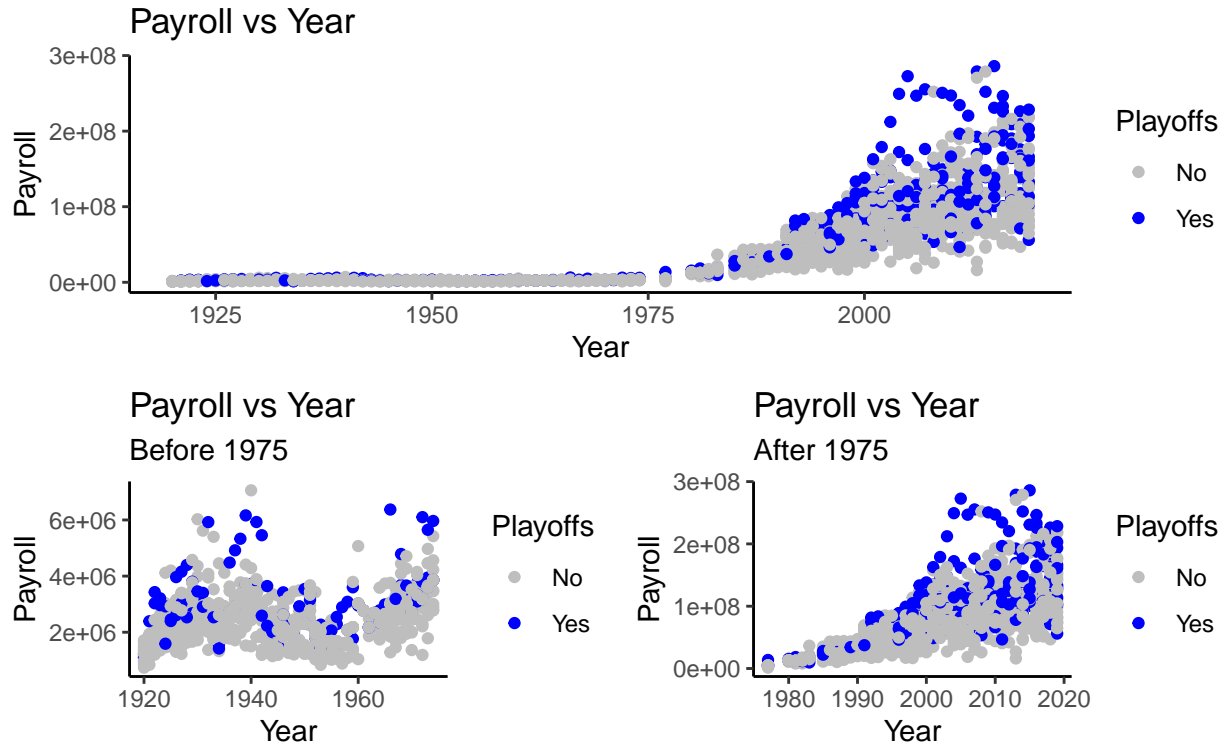 Payroll vs Year
3e+08
2e+08
1e+08
0e+00
Payroll
1925 1950 1975 2000
Year
Playoffs
No
Yes
Payroll vs Year
Before 1975
6e+06
4e+06
2e+06
Payroll
1920 1940 1960
Year
Playoffs
No
Yes
Payroll vs Year
After 1975
3e+08
2e+08
1e+08
0e+00
Payroll
1980 1990 2000 2010 2020
Year
Playoffs
No
Yes